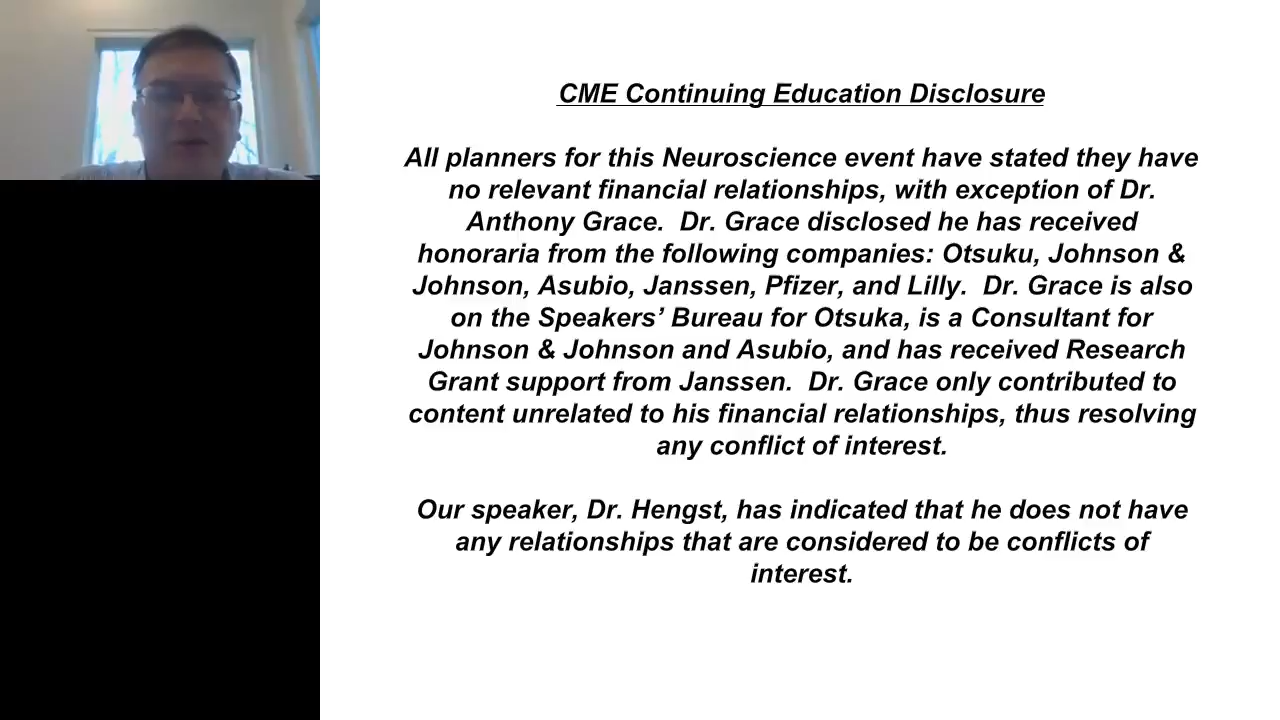 CME Continuing Education Disclosure
All planners for this Neuroscience event have stated they have
no relevant financial relationships, with exception of Dr.
Anthony Grace.  Dr. Grace disclosed he has received
honoraria from the following companies: Otsuku, Johnson &
Johnson, Asubio, Janssen, Pfizer, and Lilly.  Dr. Grace is also
on the Speakers’ Bureau for Otsuka, is a Consultant for
Johnson & Johnson and Asubio, and has received Research
Grant support from Janssen.  Dr. Grace only contributed to
content unrelated to his financial relationships, thus resolving
any conflict of interest.
Our speaker, Dr. Hengst, has indicated that he does not have
any relationships that are considered to be conflicts of
interest.